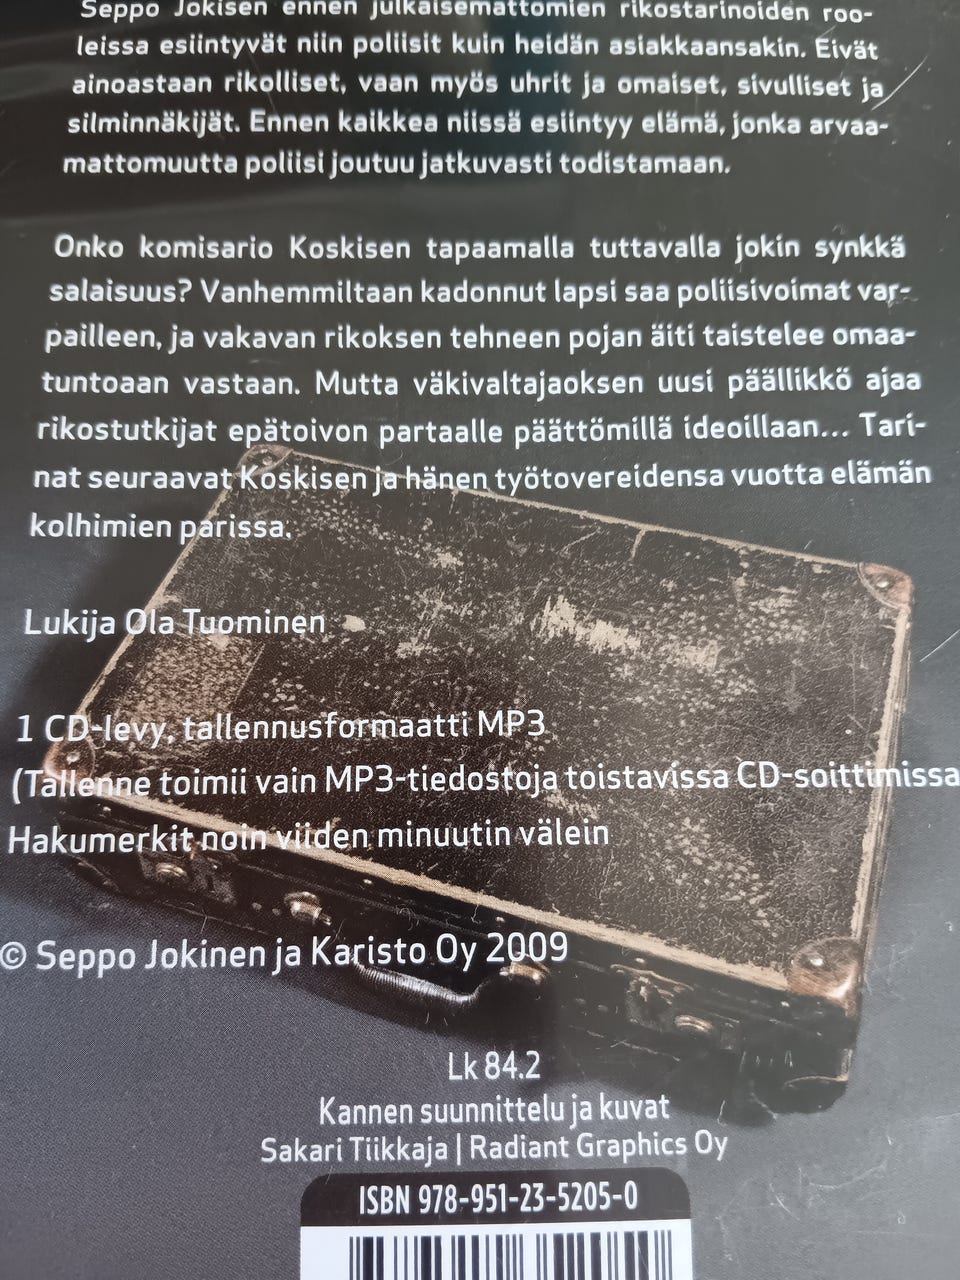 Seppo Jokisen ennen julkaisemattomien rikostarinoiden roo-
leissa esiintyvät niin poliisit kuin heidän asiakkaansakin. Eivät
ainoastaan rikolliset, vaan myös uhrit ja omaiset, sivulliset ja
silminnäkijät. Ennen kaikkea niissä esiintyy elämä, jonka arvaa-
mattomuutta poliisi joutuu jatkuvasti todistamaan.
Onko komisario Koskisen tapaamalla tuttavalla jokin synkkä
salaisuus? Vanhemmiltaan kadonnut lapsi saa poliisivoimat var-
pailleen, ja vakavan rikoksen tehneen pojan äiti taistelee omaa-
tuntoaan vastaan. Mutta väkivaltajaoksen uusi päällikkö ajaa
rikostutkijat epätoivon partaalle päättömillä ideoillaan... Tari-
nat seuraavat Koskisen ja hänen työtovereidensa vuotta elämän
kolhimien parissa.
Lukija Ola Tuominen
1 CD-levy, tallennusformaatti MP3
(Tallenne toimii vain MP3-tiedostoja toistavissa CD-soittimissa
Hakumerkit noin viiden minuutin välein
© Seppo Jokinen ja Karisto Oy 2009
Lk 84.2
Kannen suunnittelu ja kuvat
Sakari Tiikkaja | Radiant Graphics Oy
ISBN 978-951-23-5205-0